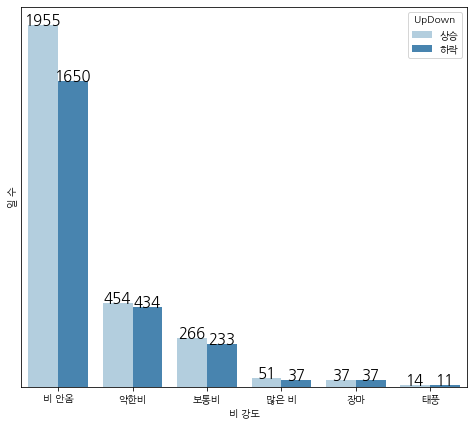 UpDown
상승
하락
1955
1650
454
434
266
233
51
37
37
37
14
11
일 수
비 안옴
약한비
보통비
많은 비
장마
태풍
비 강도